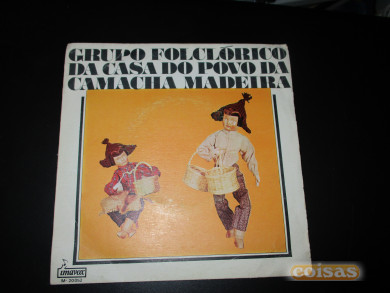 GRUPO FOLCLÓRICO
DA CASA DO POVO DA
CAMACHA MADEIRA
imavox
coisas